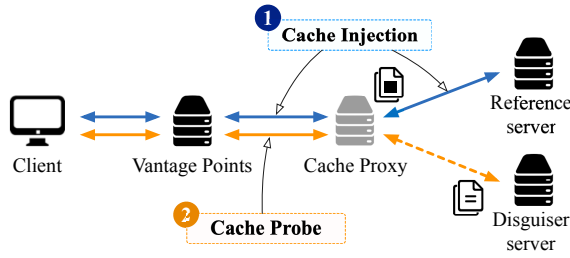 1
Cache Injection
Reference
server
Client
Vantage Points
Cache Proxy
2
Cache Probe
Disguiser
server